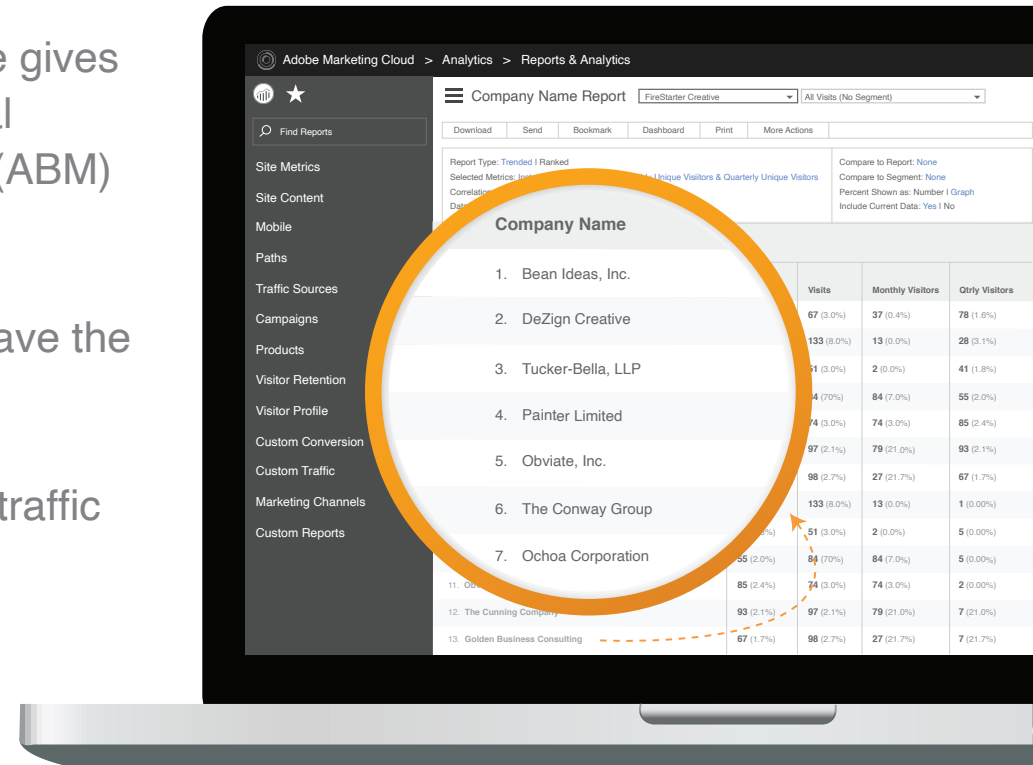 e gives
l
(ABM)
ave the
traffic
Adobe Marketing Cloud > Analytics > Reports & Analytics
Find Reports
Site Metrics
Site Content
Mobile
Paths
Traffic Sources
Campaigns
Products
Visitor Retention
Visitor Profile
Custom Conversion
Custom Traffic
Marketing Channels
Custom Reports
Company Name Report FireStarter Creative All Visits (No Segment)
Download Send Bookmark Dashboard Print More Actions
Report Type: Trended I Ranked
Selected Metrics: Unique Visiitors & Quarterly Unique Visitors
Correlation
Compare to Report: None
Compare to Segment: None
Percent Shown as: Number I Graph
Include Current Data: Yes I No
Company Name
1. Bean Ideas, Inc.
2. DeZign Creative
3. Tucker-Bella, LLP
4. Painter Limited
5. Obviate, Inc.
6. The Conway Group
7. Ochoa Corporation
Visits Monthly Visitors Qtrly Visitors
67 (3.0%) 37 (0.4%) 78 (1.6%)
133 (8.0%) 13 (0.0%) 28 (3.1%)
51 (3.0%) 2 (0.0%) 41 (1.8%)
84 (70%) 84 (7.0%) 55 (2.0%)
74 (3.0%) 74 (3.0%) 85 (2.4%)
97 (2.1%) 79 (21.0%) 93 (2.1%)
98 (2.7%) 27 (21.7%) 67 (1.7%)
133 (8.0%) 13 (0.0%) 1 (0.00%)
51 (3.0%) 2 (0.0%) 5 (0.00%)
55 (2.0%) 84 (70%) 84 (7.0%) 5 (0.00%)
11. 85 (2.4%) 74 (3.0%) 74 (3.0%) 2 (0.00%)
12. The Cunning Company 93 (2.1%) 97 (2.1%) 79 (21.0%) 7 (21.0%)
13. Golden Business Consulting 67 (1.7%) 98 (2.7%) 27 (21.7%) 7 (21.7%)